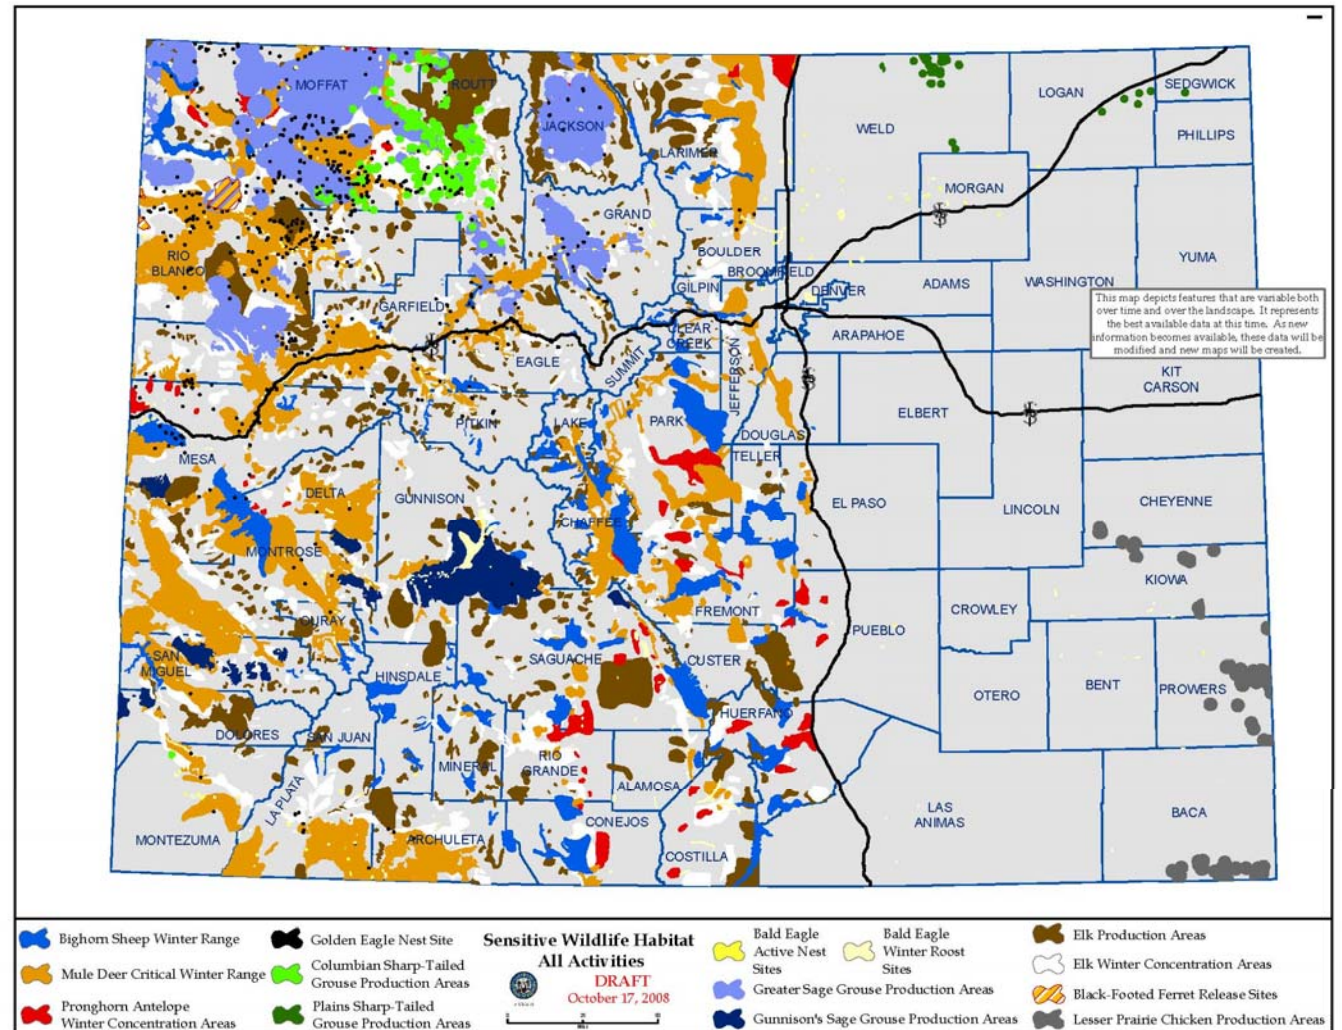 MOFFAT
ROUTT
JACKSON
LARIMER
WELD
LOGAN
SEDGWICK
PHILLIPS
MORGAN
GRAND
BOULDER
BROOMFIELD
GILPIN
DENVER
ADAMS
WASHINGTON
YUMA
RIO
BLANCO
GARFIELD
EAGLE
SUMMIT
CLEAR
CREEK
JEFFERSON
ARAPAHOE
This map depicts features that are variable both
over time and over the landscape. It represents
the best available data at this time. As new
information becomes available, these data will be
modified and new maps will be created.
KIT
CARSON
ELBERT
PITKIN
LAKE
PARK
DOUGLAS
TELLER
MESA
DELTA
GUNNISON
CHAFFEE
EL PASO
LINCOLN
CHEYENNE
MONTROSE
KIOWA
OURAY
FREMONT
CROWLEY
PUEBLO
SAN
MIGUEL
HINSDALE
SAGUACHE
CUSTER
OTERO
BENT
PROWERS
DOLORES
SAN JUAN
HUERFANO
MINERAL
RIO
GRANDE
ALAMOSA
LA PLATA
MONTEZUMA
ARCHULETA
CONEJOS
COSTILLA
LAS
ANIMAS
BACA
Bighorn Sheep Winter Range
Mule Deer Critical Winter Range
Pronghorn Antelope
Winter Concentration Areas
Golden Eagle Nest Site
Columbian Sharp-Tailed
Grouse Production Areas
Plains Sharp-Tailed
Grouse Production Areas
Sensitive Wildlife Habitat
All Activities
DRAFT
October 17, 2008
Bald Eagle
Active Nest
Sites
Bald Eagle
Winter Roost
Sites
Greater Sage Grouse Production Areas
Gunnison's Sage Grouse Production Areas
Elk Production Areas
Elk Winter Concentration Areas
Black-Footed Ferret Release Sites
Lesser Prairie Chicken Production Areas